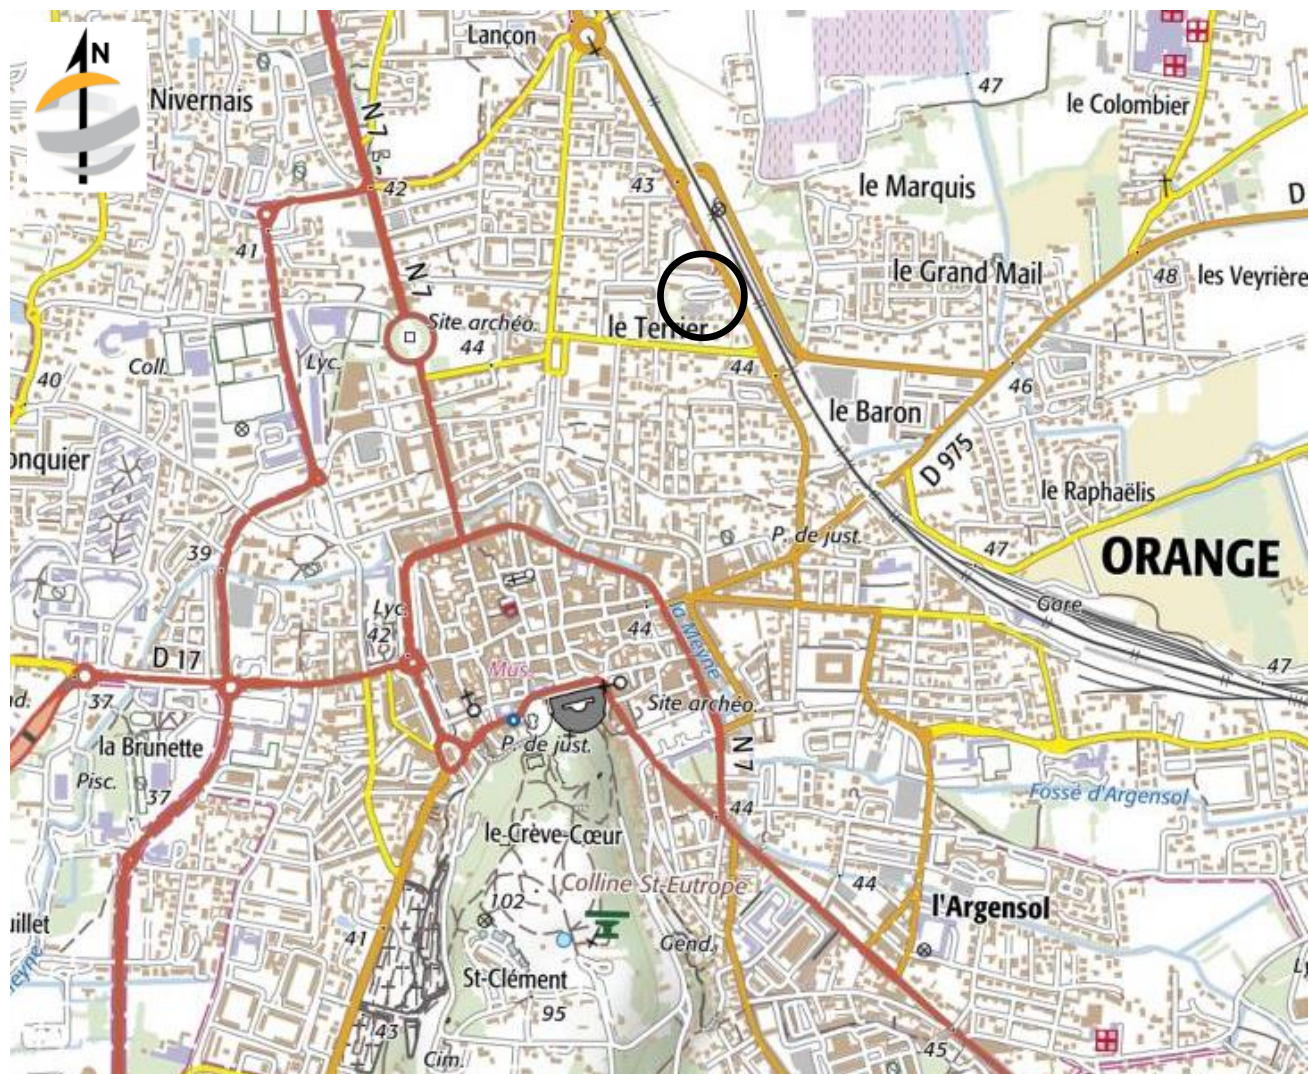 Lançon
N
Nivernais
N7
47
le Colombier
42
43
le Marquis
D
41
N7
le Grand Mail
48
les Veyrière
Site archéo.
le Terrier
44
Coll.
Lyc.
44
40
46
le Baron
onquier
D 975
le Raphaëlis
P. de just.
39
47
ORANGE
Gare
Lyc.
42
44
la Meyne
D 17
Mus.
47
nd.
37
Site archéo.
la Brunette
P. de just.
N7
Pisc.
37
Fossé d'Argensol
44
le Crève-Cœur
44
Colline St-Eutrope
102
l'Argensol
uillet
41
Gend.
Meyne
St-Clément
95
43
Cim.
45